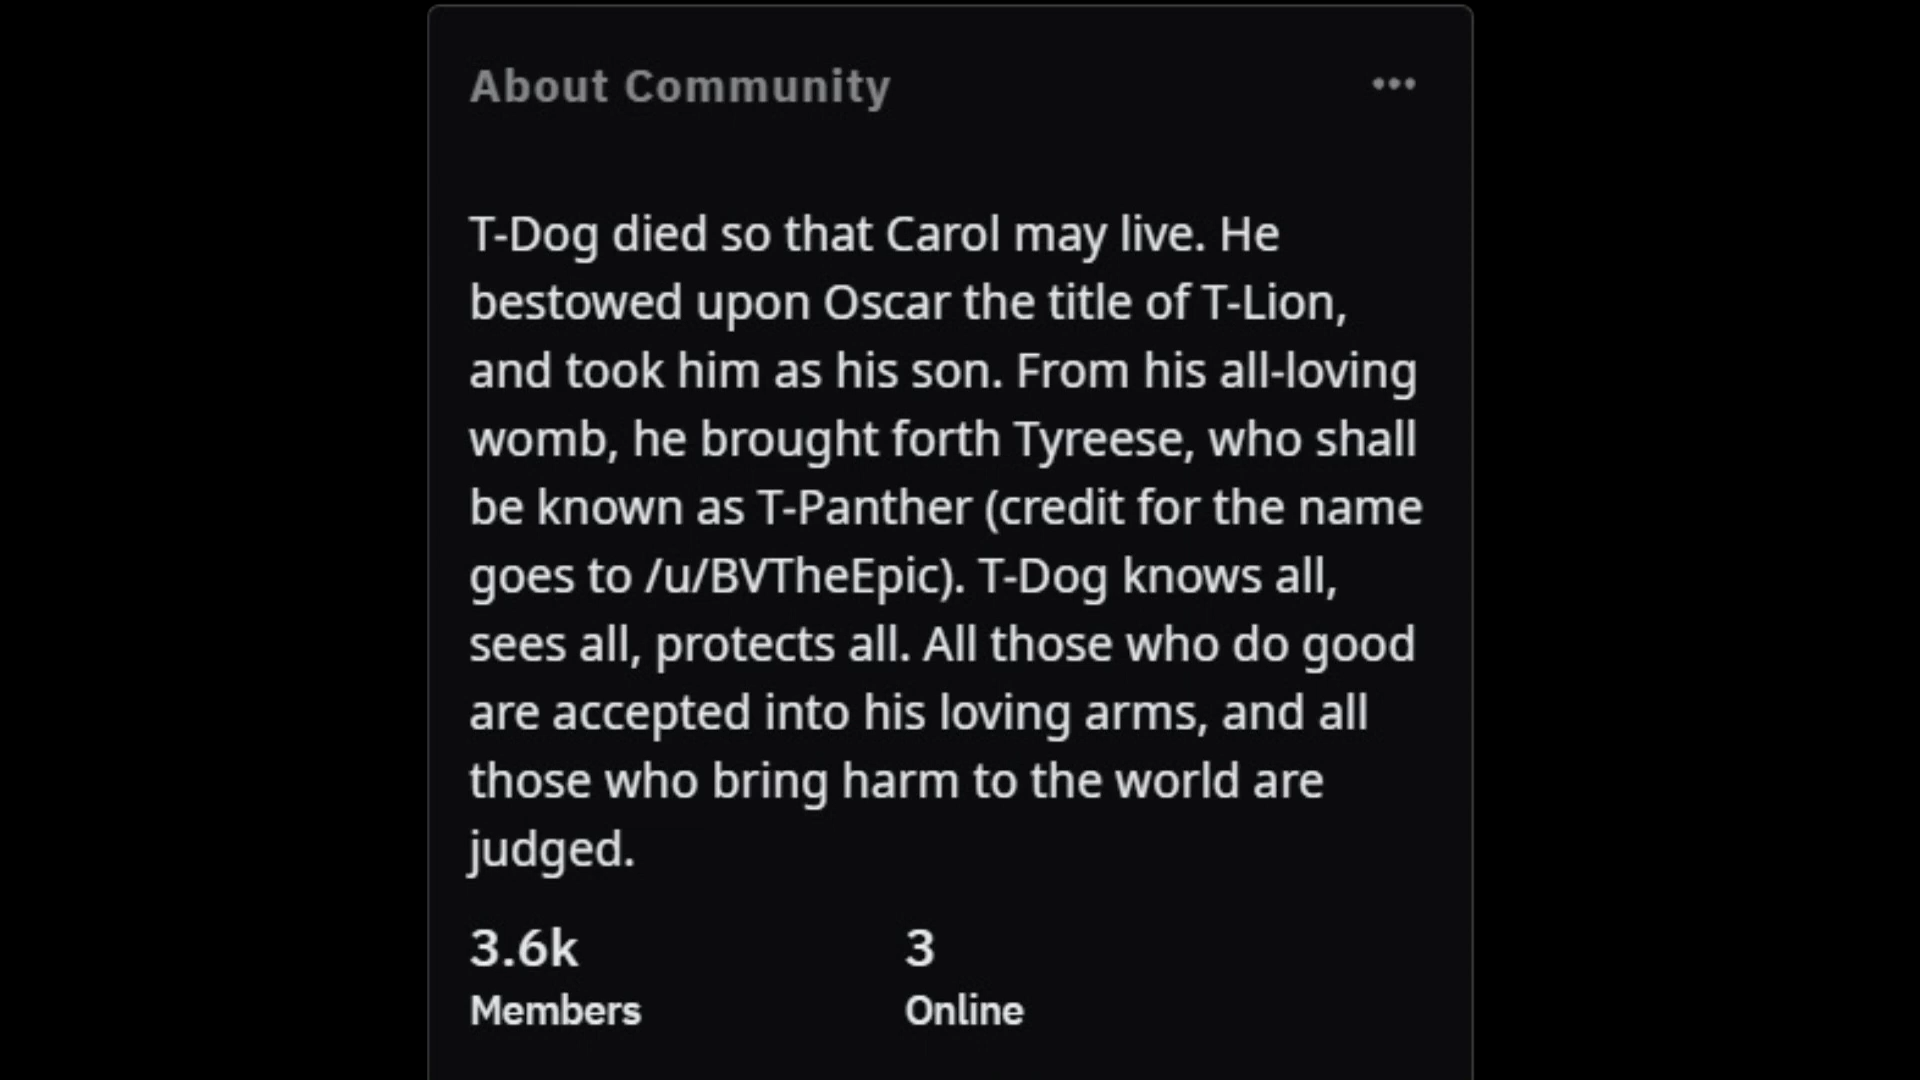 About Community
T-Dog died so that Carol may live. He
bestowed upon Oscar the title of T-Lion,
and took him as his son. From his all-loving
womb, he brought forth Tyreese, who shall
be known as T-Panther (credit for the name
goes to /u/BVTheEpic). T-Dog knows all,
sees all, protects all. All those who do good
are accepted into his loving arms, and all
those who bring harm to the world are
judged.
3.6k 3
Members Online